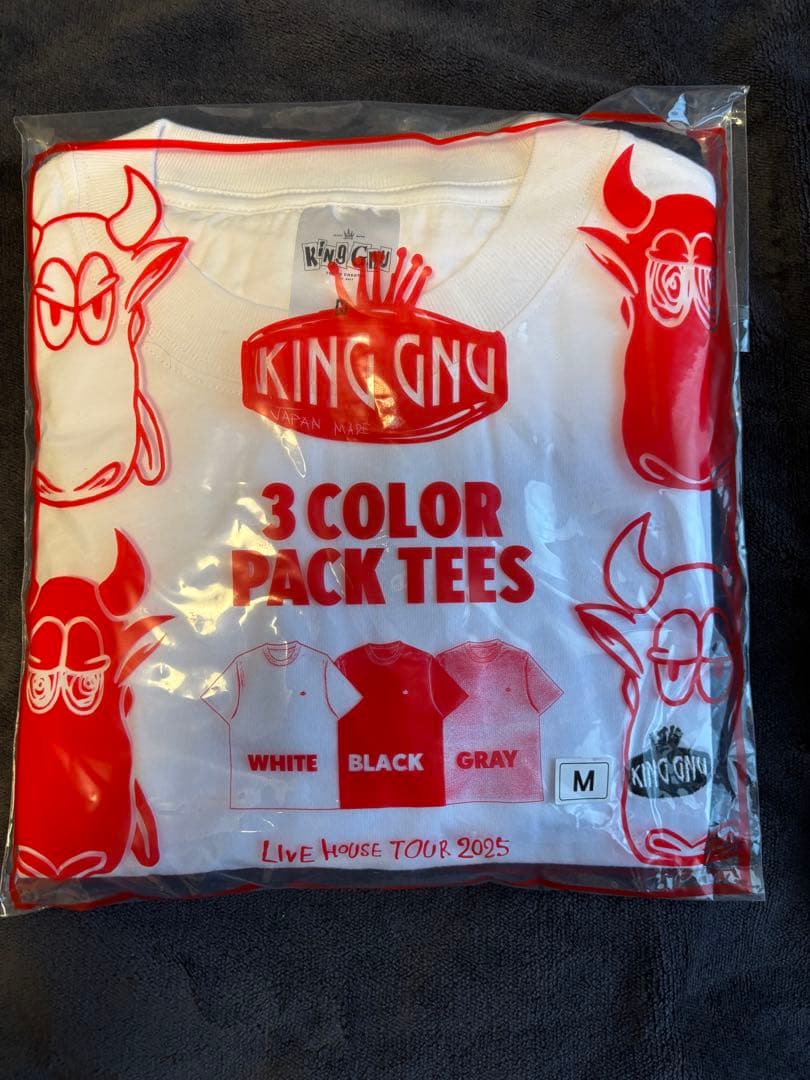 KING GNU
KING GNU
JAPAN MADE
3 COLOR
PACK TEES
WHITE
BLACK
GRAY
M
KING GNU
LIVE HOUSE TOUR 2025